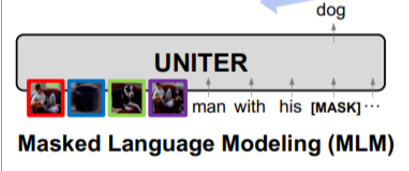 dog
UNITER
man with his [MASK] ...
Masked Language Modeling (MLM)